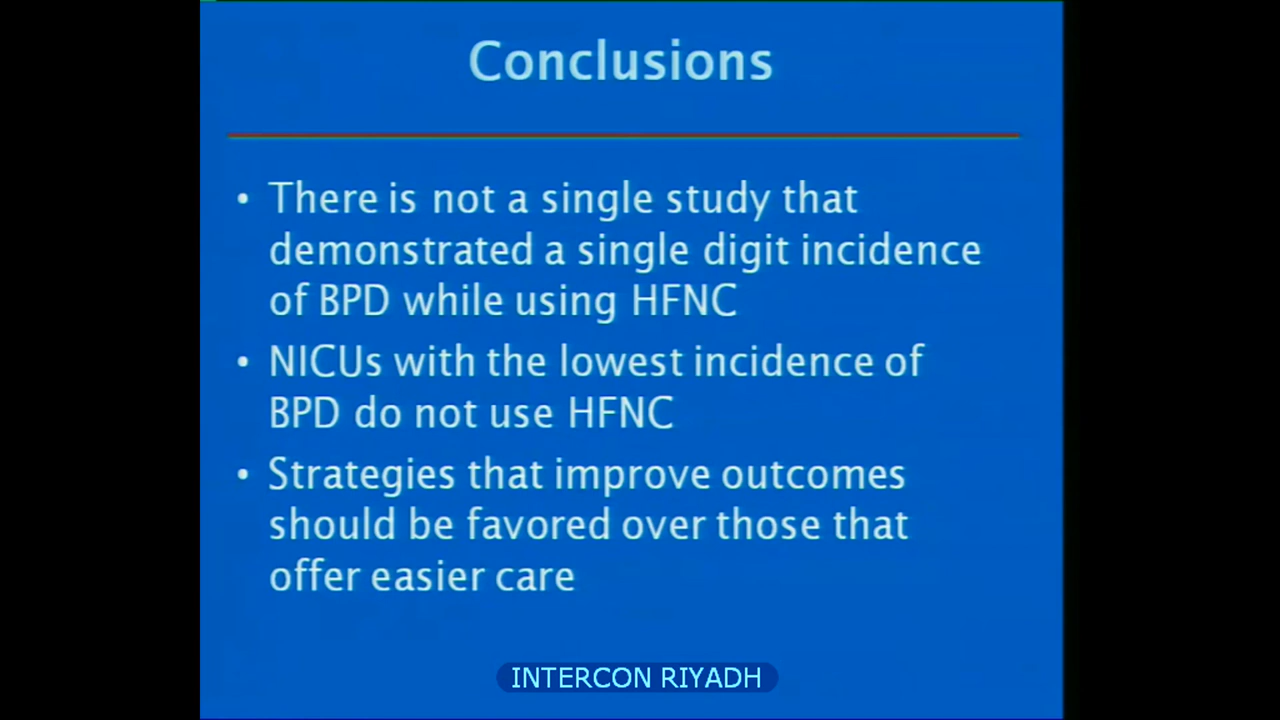 Conclusions
• There is not a single study that
demonstrated a single digit incidence
of BPD while using HFNC
• NICUs with the lowest incidence of
BPD do not use HFNC
• Strategies that improve outcomes
should be favored over those that
offer easier care
INTERCON RIYADH